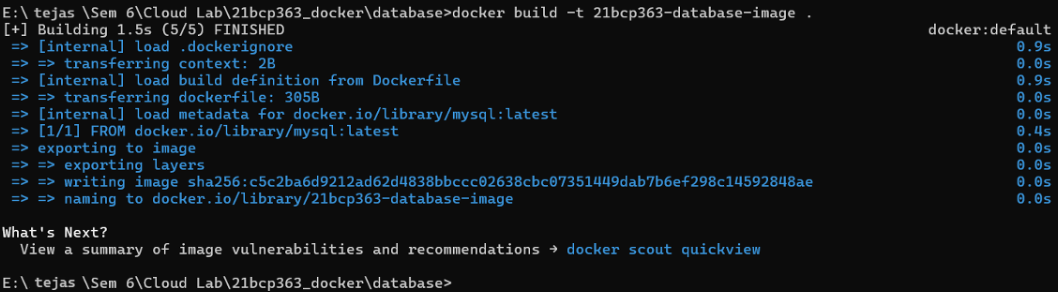 E:\ tejas \Sem 6\Cloud Lab\21bcp363_docker\database>docker build -t 21bcp363-database-image .
[+] Building 1.5s (5/5) FINISHED docker:default
=> [internal] load .dockerignore 0.9s
=> => transferring context: 2B 0.0s
=> [internal] load build definition from Dockerfile 0.9s
=> => transferring dockerfile: 305B 0.0s
=> [internal] load metadata for docker.io/library/mysql:latest 0.0s
=> [1/1] FROM docker.io/library/mysql:latest 0.4s
=> exporting to image 0.0s
=> => exporting layers 0.0s
=> => writing image sha256:c5c2ba6d9212ad62d4838bbccc02638cbc07351449dab7b6ef298c14592848ae 0.0s
=> => naming to docker.io/library/21bcp363-database-image 0.0s
What's Next?
View a summary of image vulnerabilities and recommendations → docker scout quickview
E:\ tejas \Sem 6\Cloud Lab\21bcp363_docker\database>